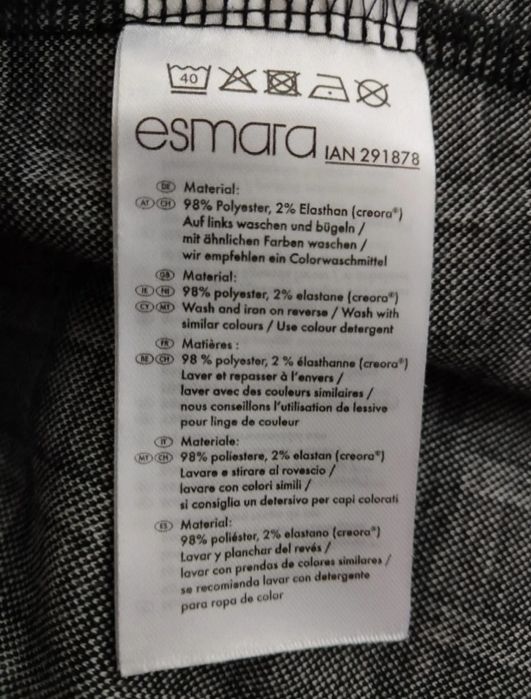 40
esmara IAN 291878
DE Material:
AT CH 98% Polyester, 2% Elasthan (creora®)
Auf links waschen und bügeln /
mit ähnlichen Farben waschen /
wir empfehlen ein Colorwaschmittel
GB Material:
IE NI 98% polyester, 2% elastane (creora®)
CY MT Wash and iron on reverse / Wash with
similar colours / Use colour detergent
FR Matières :
BE CH 98 % polyester, 2 % élasthanne (creora®)
Laver et repasser à l'envers /
laver avec des couleurs similaires /
nous conseillons l'utilisation de lessive
pour linge de couleur
IT Materiale:
MT CH 98% poliestere, 2% elastan (creora®)
Lavare e stirare al rovescio /
lavare con colori simili /
si consiglia un detersivo per capi colorati
ES Material:
98% poliéster, 2% elastano (creora®)
Lavar y planchar del revés /
lavar con prendas de colores similares /
se recomienda lavar con detergente
para ropa de color